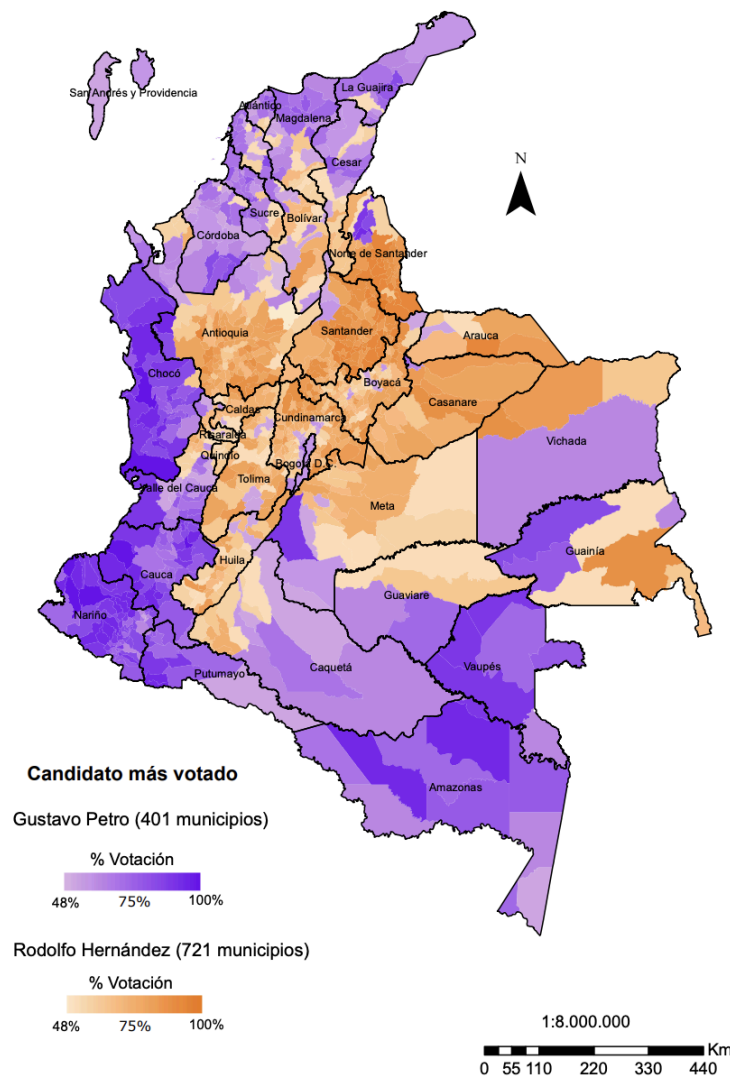 San Andrés y Providencia
La Guajira
Atlántico
Magdalena
Cesar
Sucre
Bolívar
Córdoba
Norte de Santander
N
Antioquia
Santander
Arauca
Chocó
Boyacá
Casanare
Caldas
Cundinamarca
Risaralda
Quindío
Bogotá D.C.
Vichada
Tolima
Valle del Cauca
Meta
Guainía
Huila
Cauca
Guaviare
Nariño
Vaupés
Caquetá
Putumayo
Amazonas
Candidato más votado
Gustavo Petro (401 municipios)
% Votación
48% 75% 100%
Rodolfo Hernández (721 municipios)
% Votación
48% 75% 100%
1:8.000.000
Km
0 55 110 220 330 440